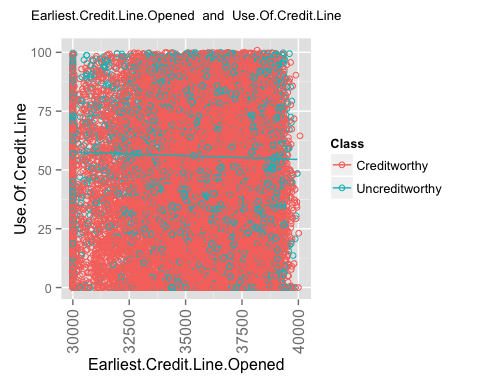 Earliest.Credit.Line.Opened and Use.Of.Credit.Line
Use.Of.Credit.Line
100
75
50
25
0
30000
32500
35000
37500
40000
Earliest.Credit.Line.Opened
Class
Creditworthy
Uncreditworthy